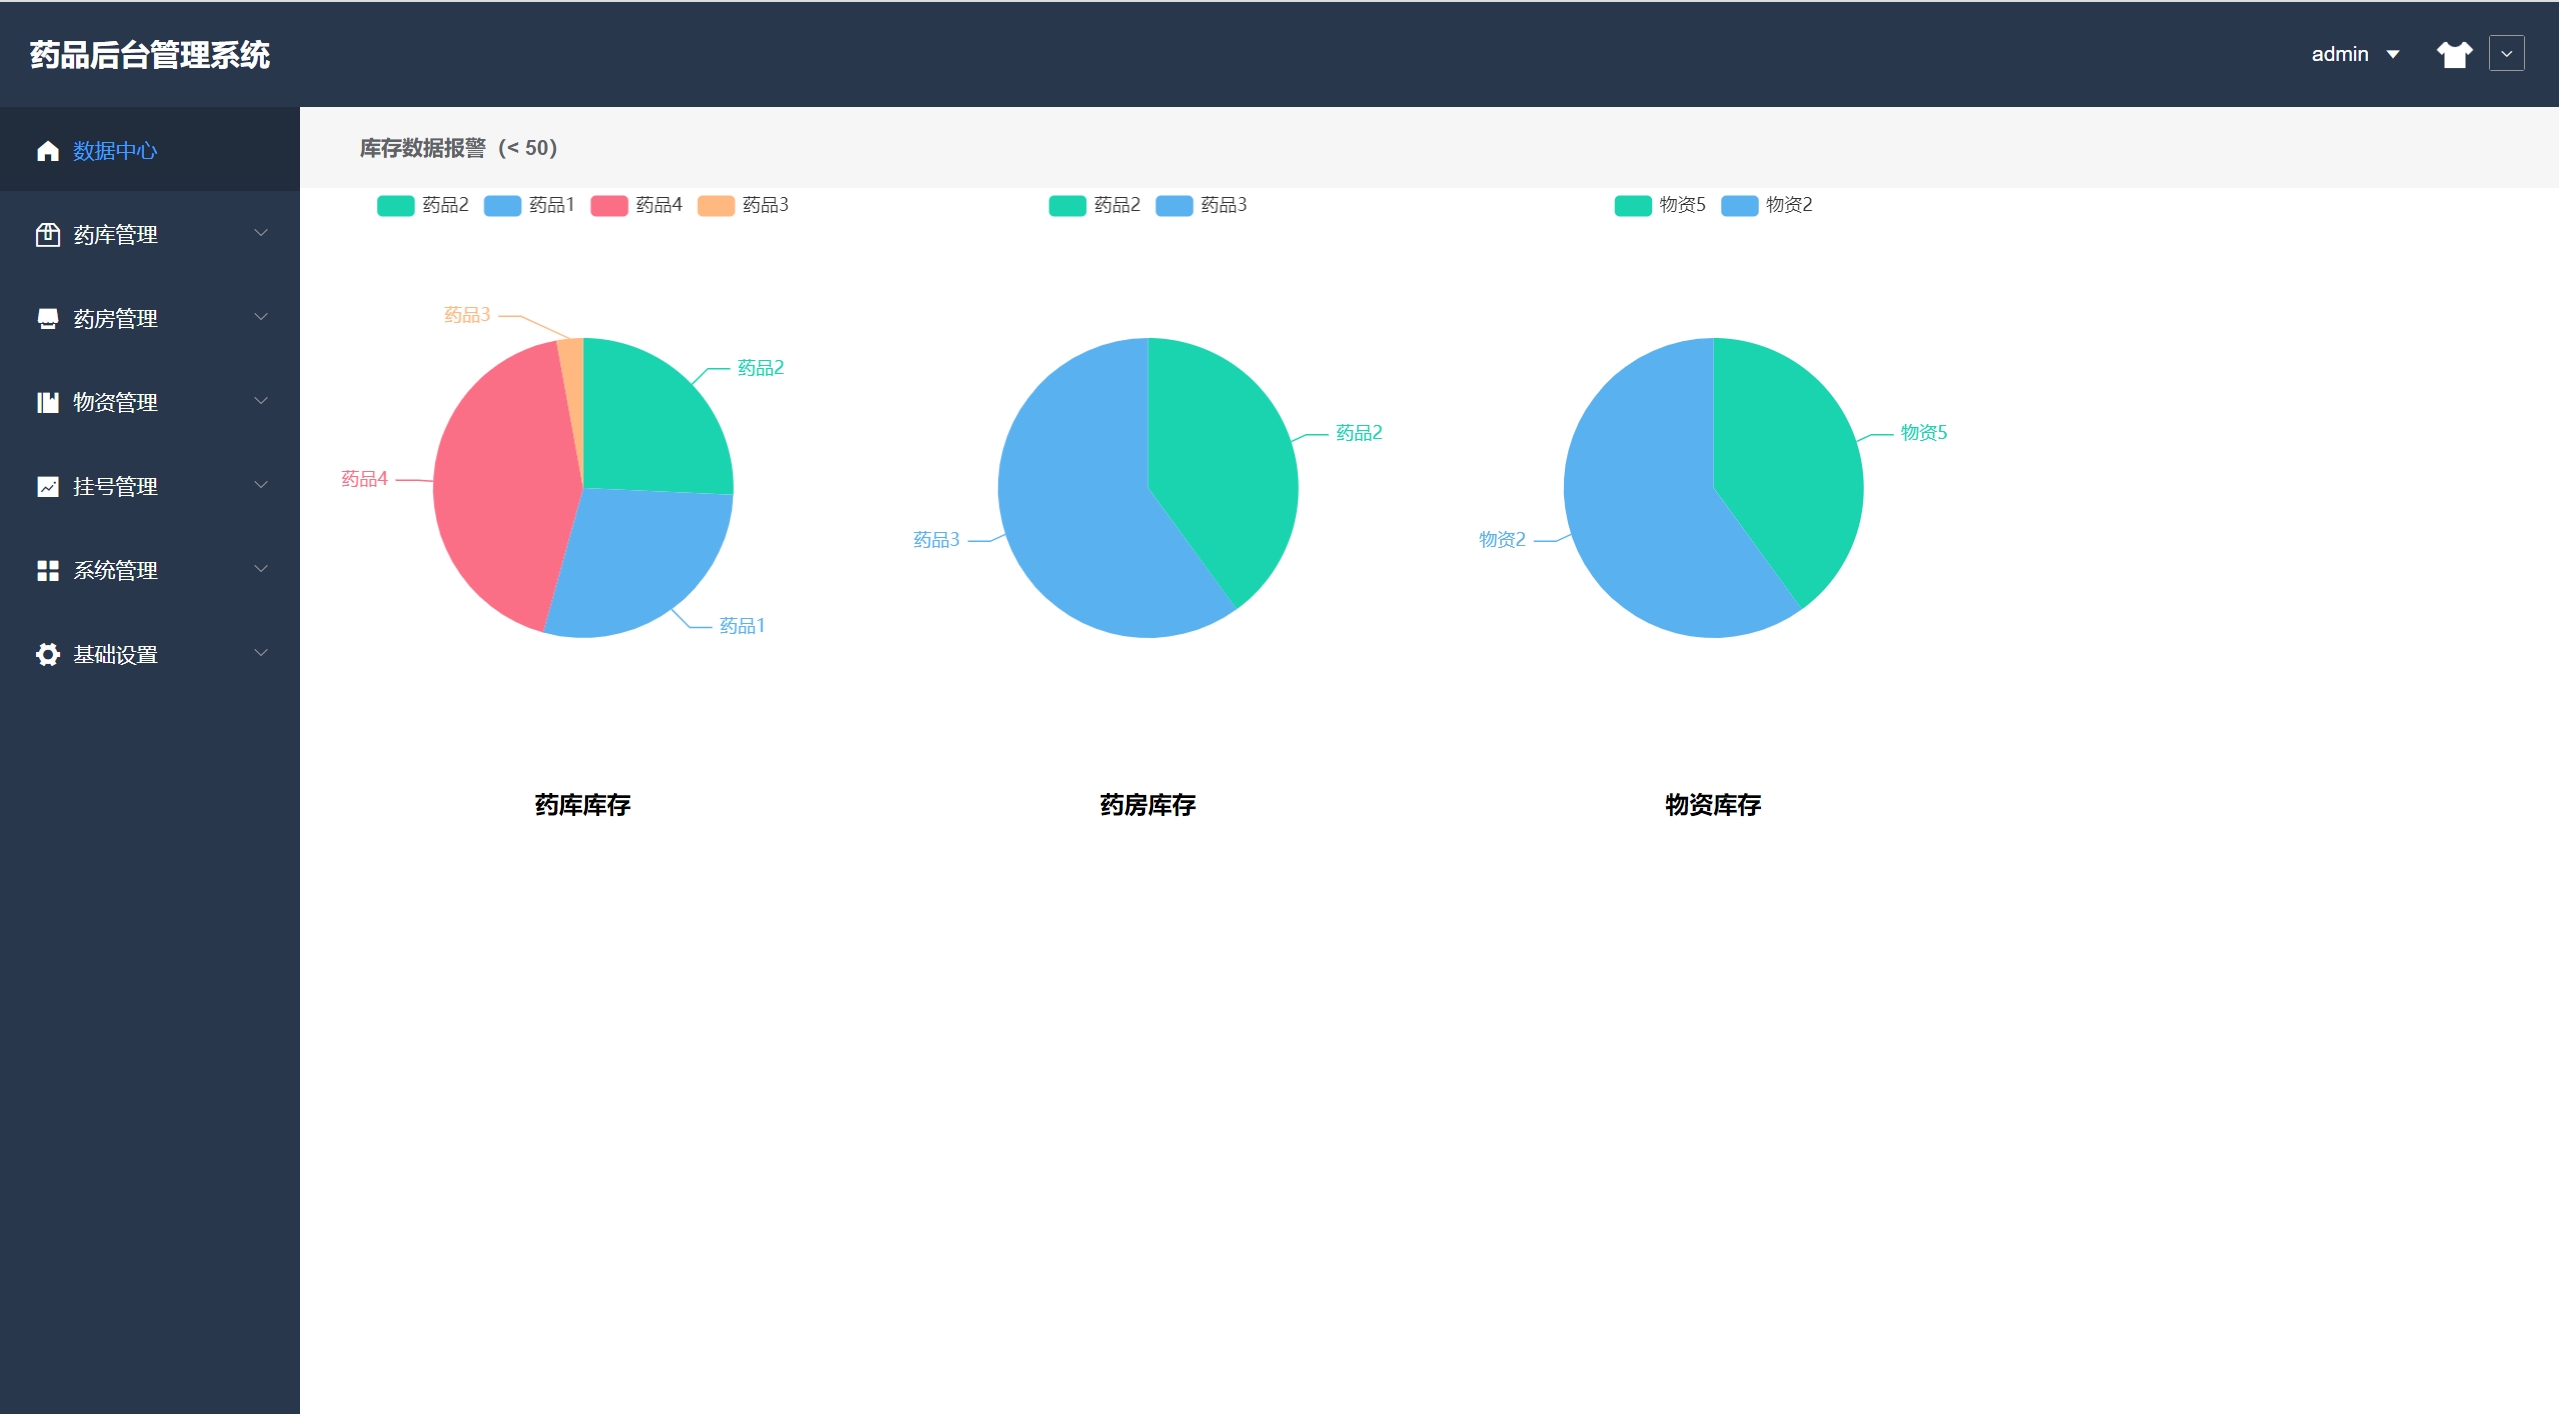 药品后台管理系统
admin
数据中心
药库管理
药房管理
物资管理
挂号管理
系统管理
基础设置
库存数据报警（< 50）
药品2 药品1 药品4 药品3
药品3
药品2
药品4
药品1
药库库存
药品2 药品3
药品2
药品3
药房库存
物资5 物资2
物资5
物资2
物资库存